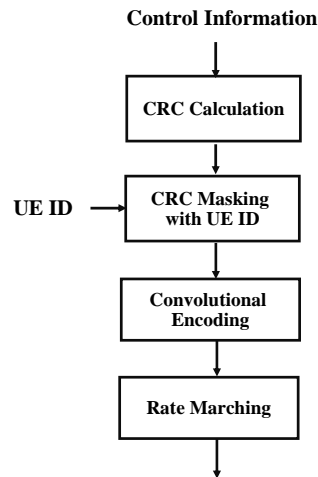 Control Information
CRC Calculation
UE ID
CRC Masking
with UE ID
Convolutional
Encoding
Rate Marching